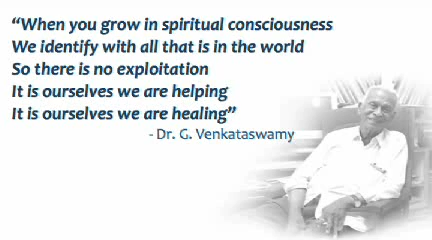 “When you grow in spiritual consciousness
We identify with all that is in the world
So there is no exploitation
It is ourselves we are helping
It is ourselves we are healing”
- Dr. G. Venkataswamy